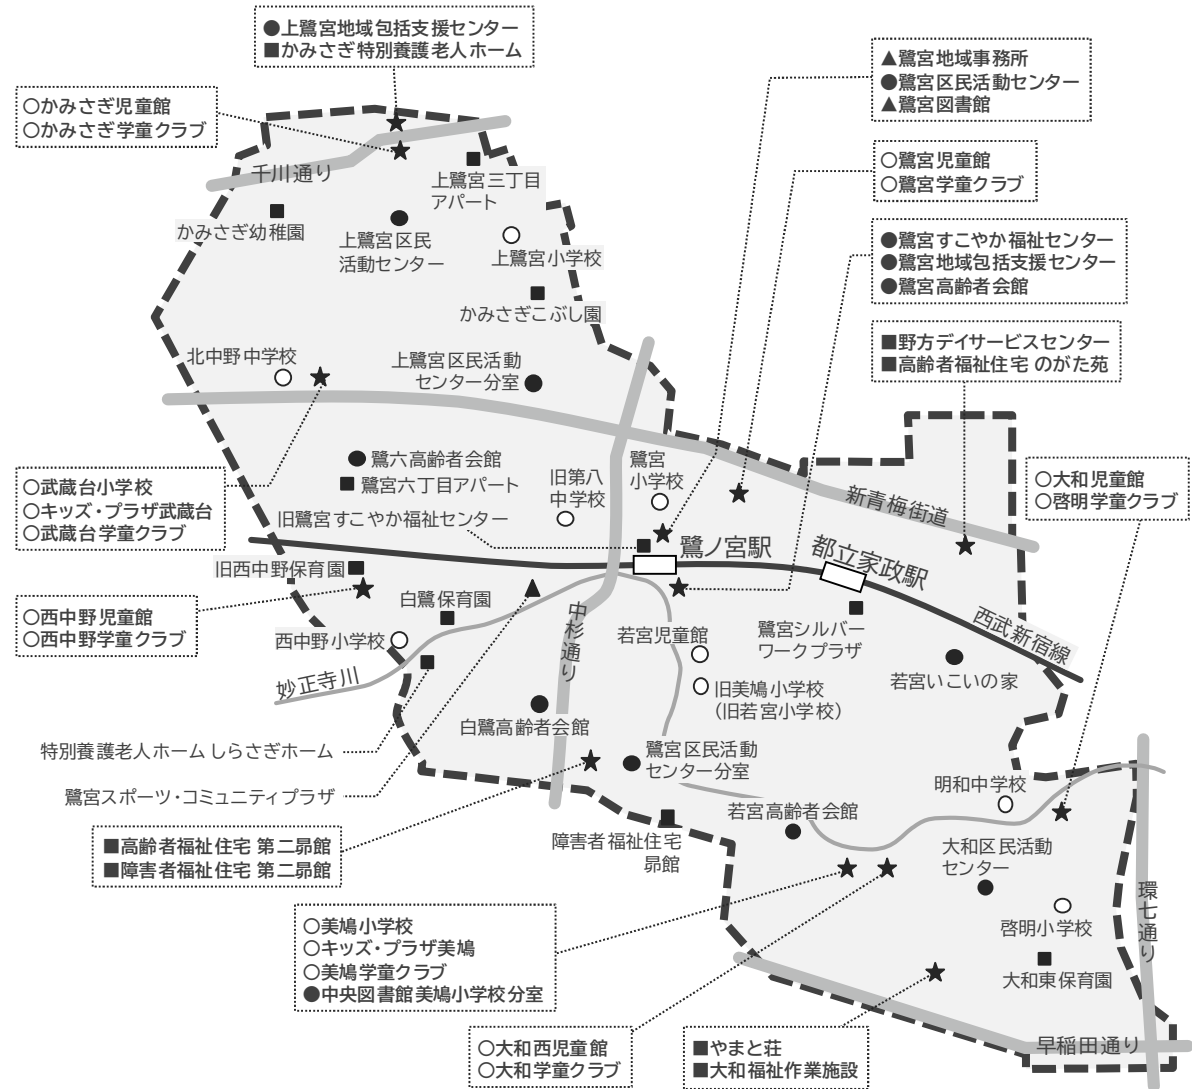 ●上鷺宮地域包括支援センター
■かみさぎ特別養護老人ホーム
○かみさぎ児童館
○かみさぎ学童クラブ
▲鷺宮地域事務所
●鷺宮区民活動センター
▲鷺宮図書館
○鷺宮児童館
○鷺宮学童クラブ
●鷺宮すこやか福祉センター
●鷺宮地域包括支援センター
●鷺宮高齢者会館
■野方デイサービスセンター
■高齢者福祉住宅 のがた苑
○大和児童館
○啓明学童クラブ
千川通り
上鷺宮三丁目
アパート
かみさぎ幼稚園
上鷺宮区民
活動センター
上鷺宮小学校
かみさぎこぶし園
北中野中学校
上鷺宮区民活動
センター分室
鷺六高齢者会館
鷺宮六丁目アパート
旧第八
中学校
鷺宮
小学校
新青梅街道
○武蔵台小学校
○キッズ・プラザ武蔵台
○武蔵台学童クラブ
旧鷺宮すこやか福祉センター
鷺ノ宮駅
都立家政駅
西武新宿線
旧西中野保育園
○西中野児童館
○西中野学童クラブ
白鷺保育園
西中野小学校
中杉通り
若宮児童館
鷺宮シルバー
ワークプラザ
若宮いこいの家
妙正寺川
旧美鳩小学校
(旧若宮小学校)
白鷺高齢者会館
特別養護老人ホーム しらさぎホーム
鷺宮区民活動
センター分室
鷺宮スポーツ・コミュニティプラザ
明和中学校
若宮高齢者会館
■高齢者福祉住宅 第二昴館
■障害者福祉住宅 第二昴館
障害者福祉住宅
昴館
大和区民活動
センター
環七通り
○美鳩小学校
○キッズ・プラザ美鳩
○美鳩学童クラブ
●中央図書館美鳩小学校分室
啓明小学校
大和東保育園
○大和西児童館
○大和学童クラブ
■やまと荘
■大和福祉作業施設
早稲田通り